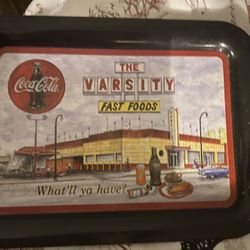 THE
VARSITY
FAST FOODS
Coca-Cola
What'll ya have?